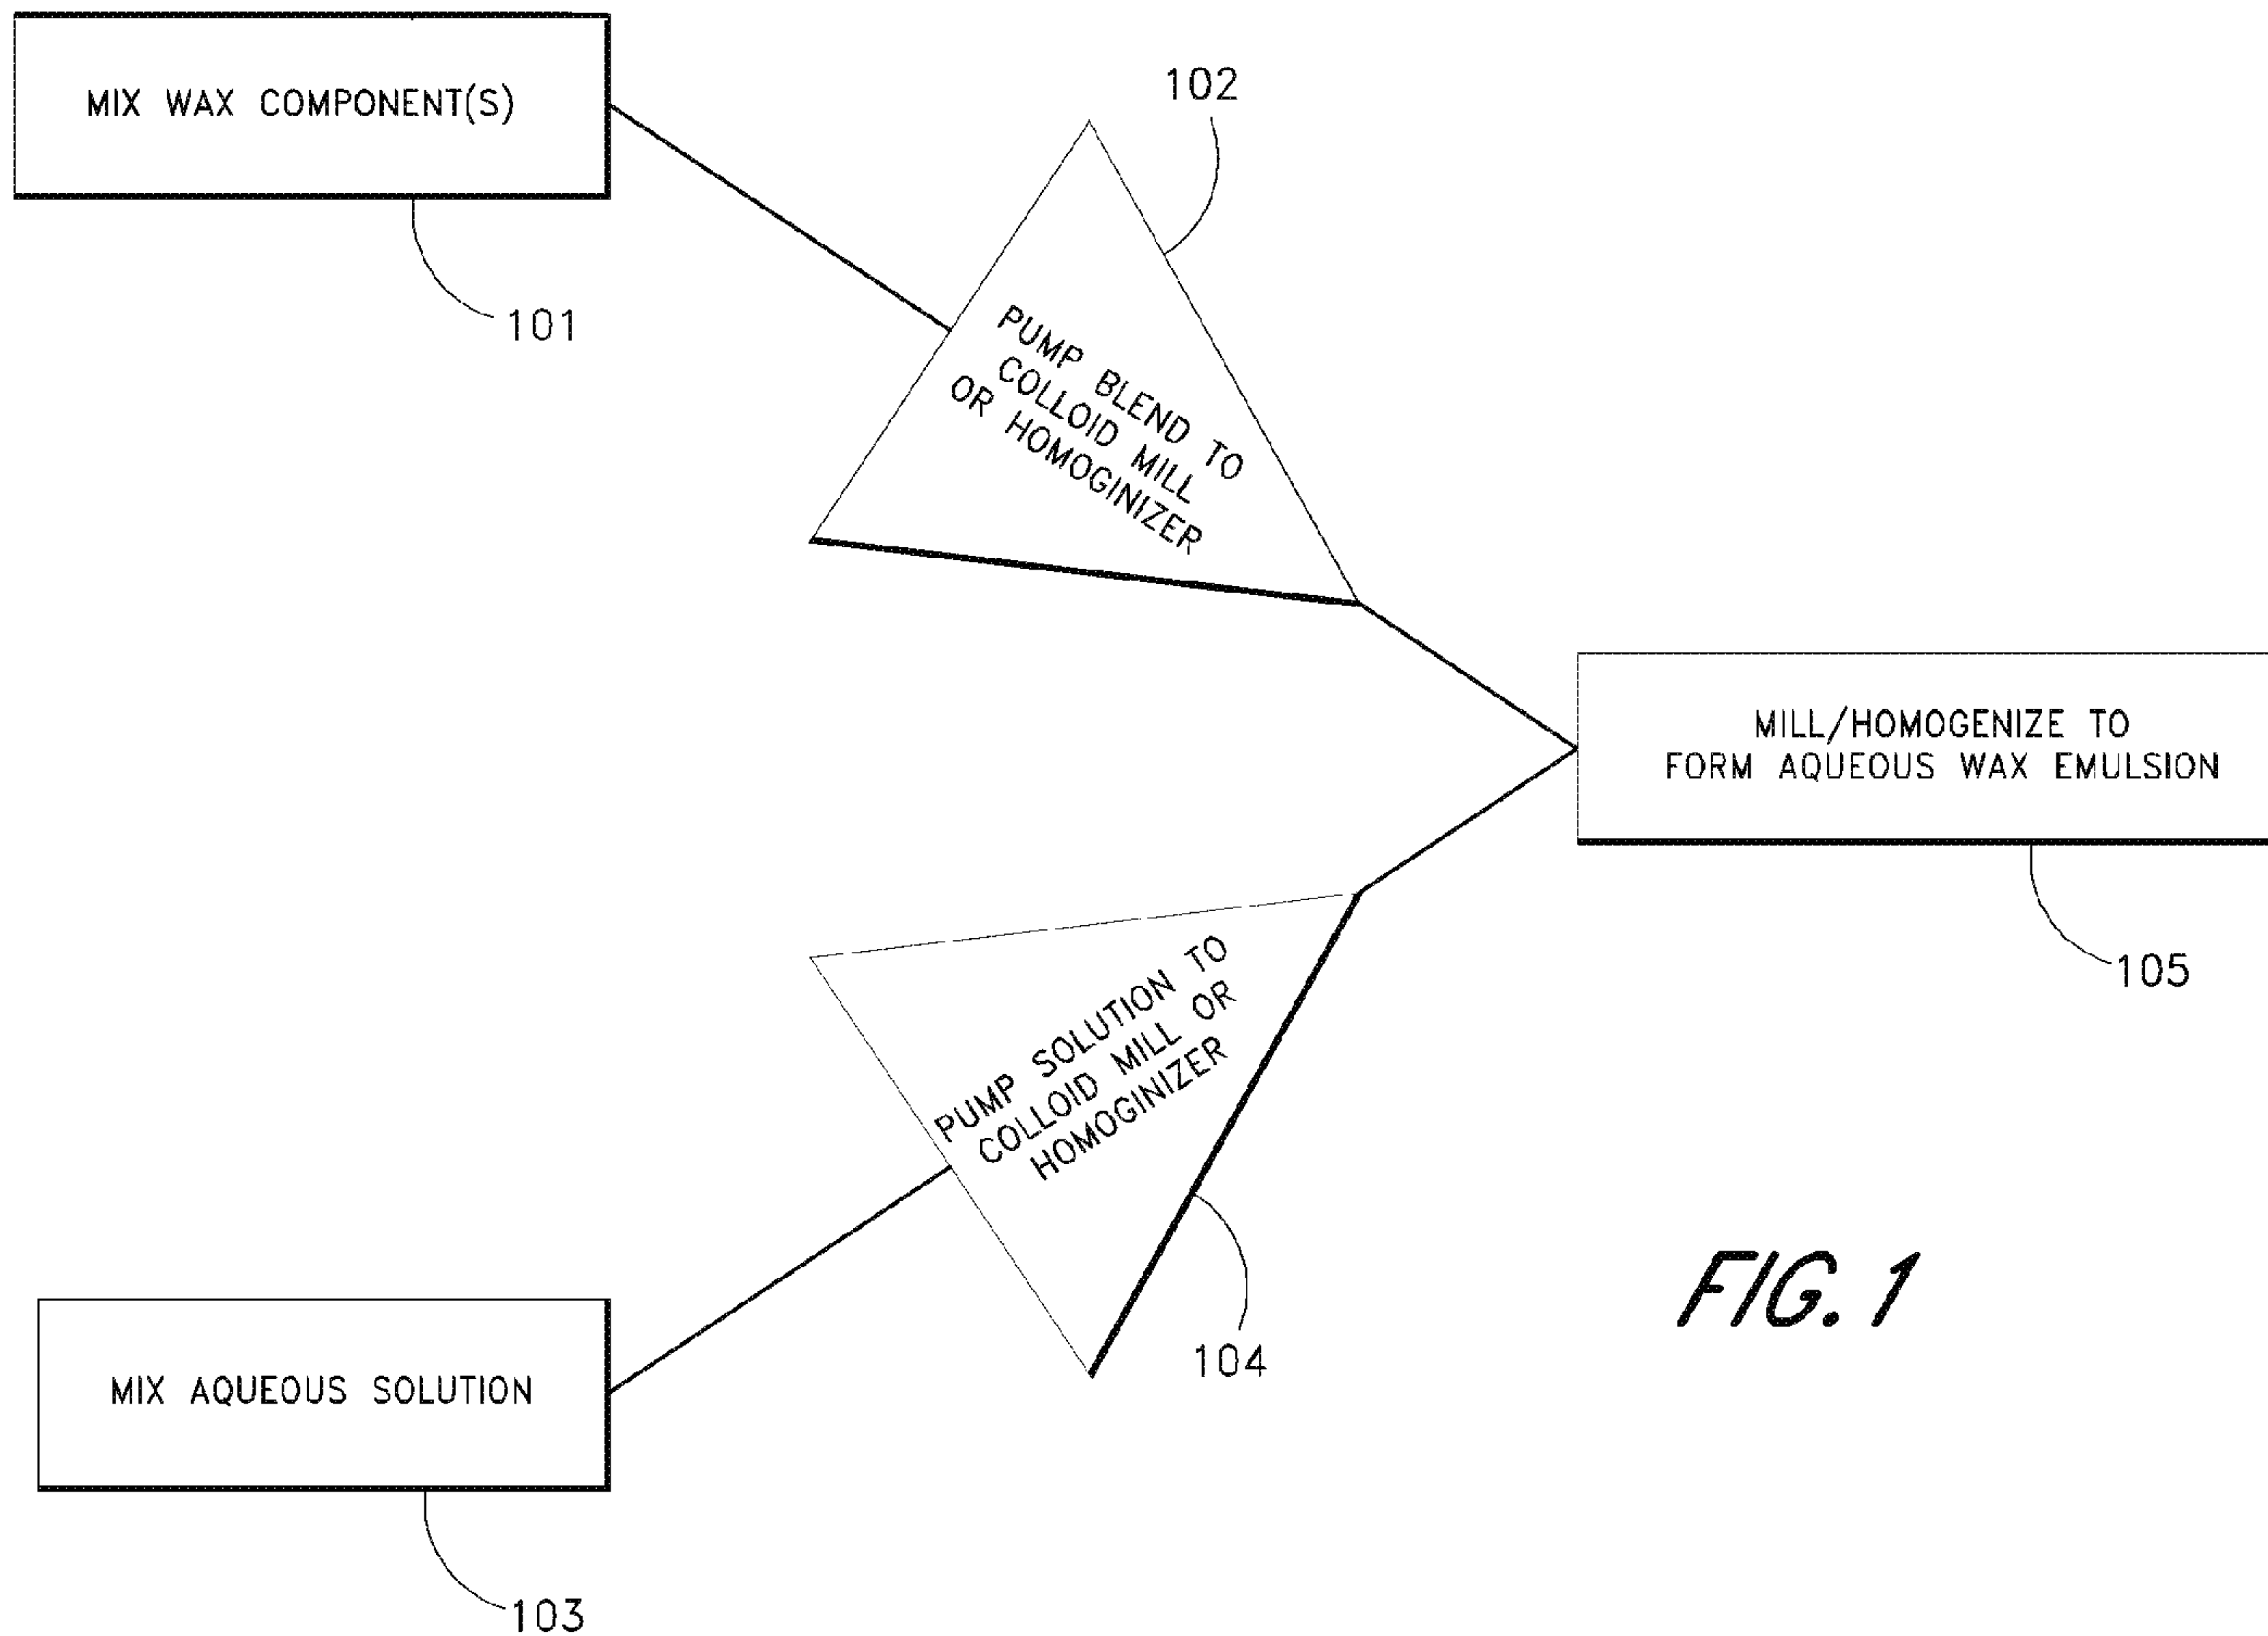 MIX WAX COMPONENT(S)
101
102
PUMP BLEND TO
COLLOID MILL
OR HOMOGINIZER
MILL/HOMOGENIZE TO
FORM AQUEOUS WAX EMULSION
105
PUMP SOLUTION TO
COLLOID MILL OR
HOMOGINIZER
104
MIX AQUEOUS SOLUTION
103
FIG. 1